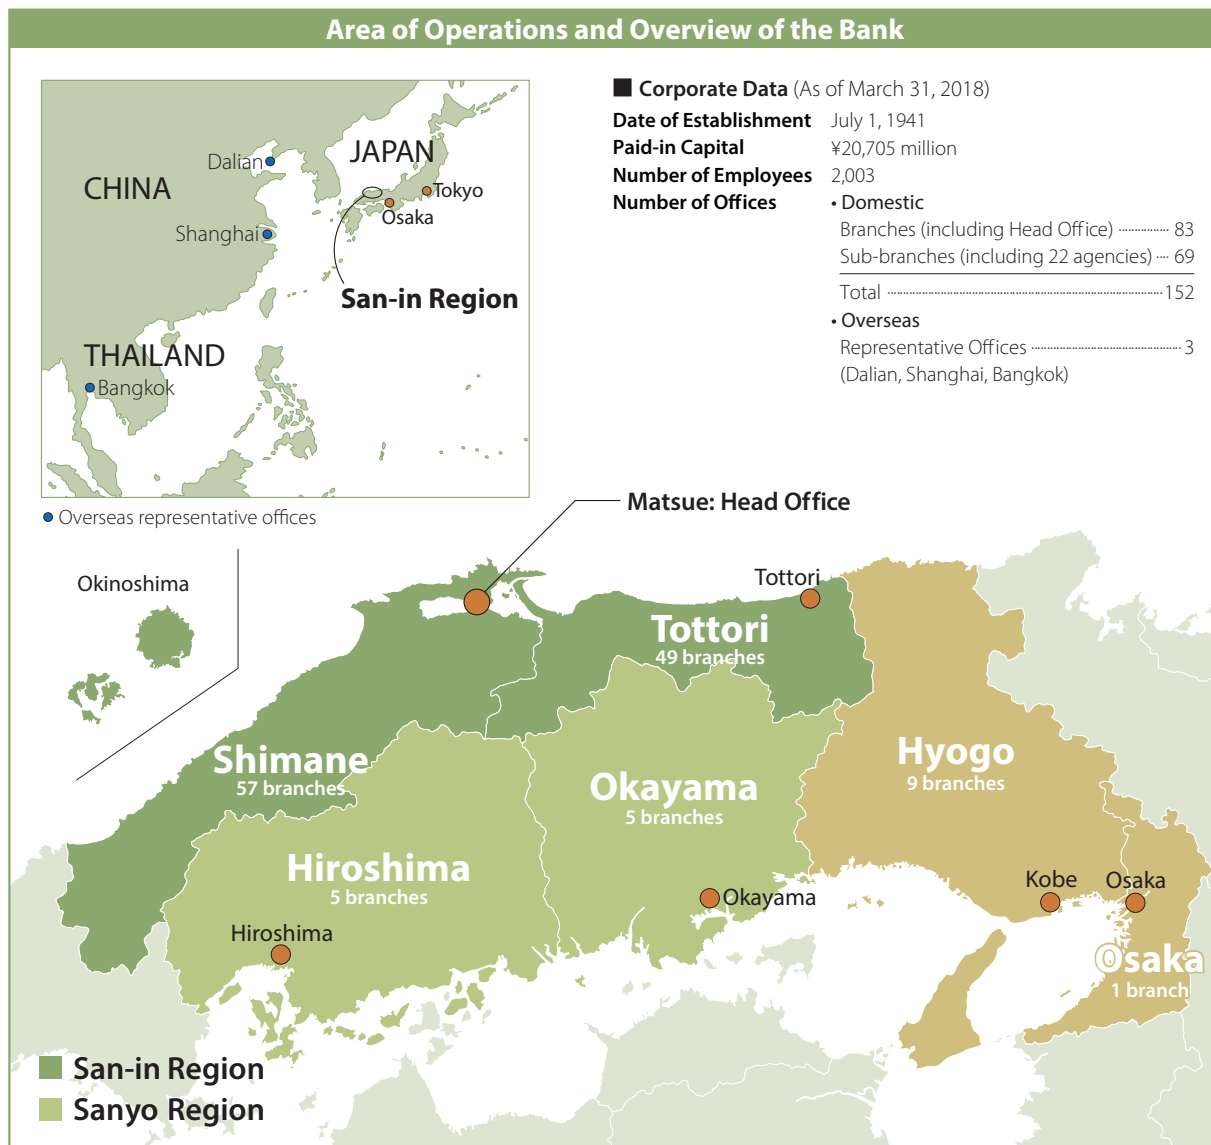 Area of Operations and Overview of the Bank
CHINA
JAPAN
Dalian
Tokyo
Osaka
Shanghai
San-in Region
THAILAND
Bangkok
Overseas representative offices
■ Corporate Data (As of March 31, 2018)
Date of Establishment July 1, 1941
Paid-in Capital ¥20,705 million
Number of Employees 2,003
Number of Offices • Domestic
Branches (including Head Office) 83
Sub-branches (including 22 agencies) 69
Total 152
• Overseas
Representative Offices 3
(Dalian, Shanghai, Bangkok)
Matsue: Head Office
Okinoshima
Tottori
Tottori
49 branches
Shimane
57 branches
Hyogo
9 branches
Okayama
5 branches
Hiroshima
5 branches
Kobe
Osaka
Okayama
Hiroshima
Osaka
1 branch
San-in Region
Sanyo Region